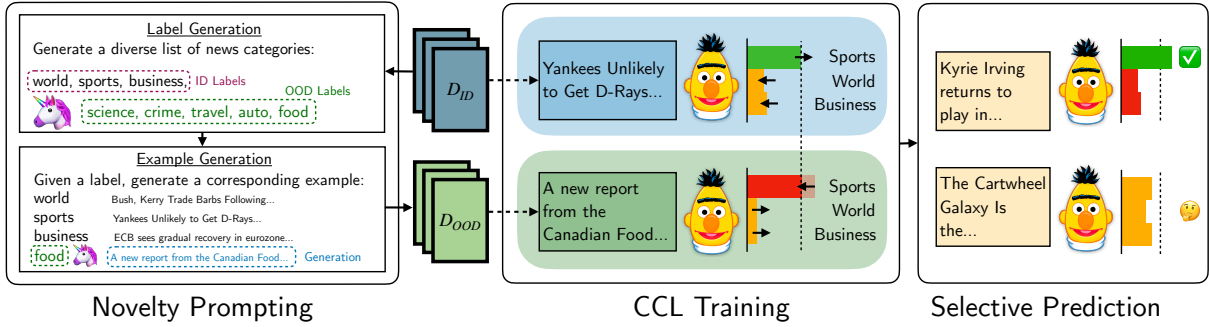 Label Generation
Generate a diverse list of news categories:
world, sports, business, ID Labels
OOD Labels
science, crime, travel, auto, food
Example Generation
Given a label, generate a corresponding example:
world Bush, Kerry Trade Barbs Following...
sports Yankees Unlikely to Get D-Rays...
business ECB sees gradual recovery in eurozone...
food A new report from the Canadian Food... Generation
Novelty Prompting
D_ID
D_OOD
Yankees Unlikely
to Get D-Rays...
Sports
World
Business
A new report
from the
Canadian Food...
Sports
World
Business
CCL Training
Kyrie Irving
returns to
play in...
The Cartwheel
Galaxy Is
the...
Selective Prediction